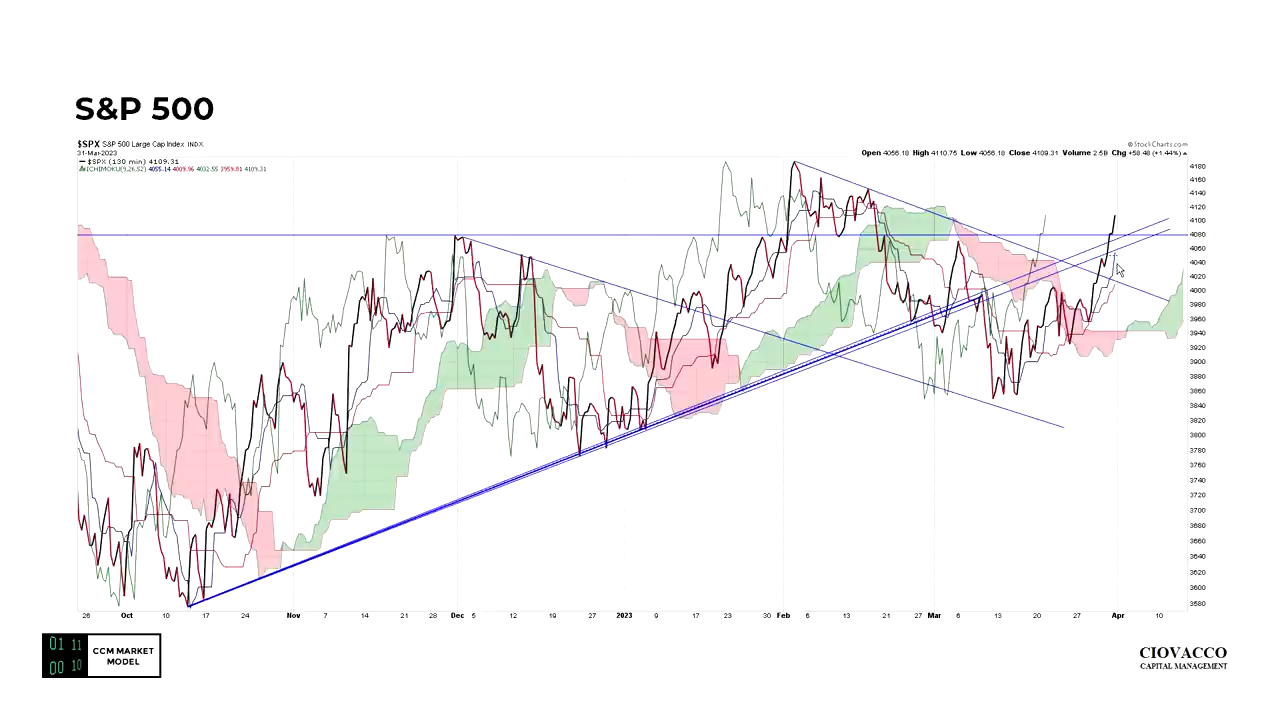 S&P 500
$SPX S&P 500 Large Cap Index INDX
© StockCharts.com
31-Mar-2023
Open 4056.18 High 4110.75 Low 4056.18 Close 4109.31 Volume 2.5B Chg +58.48 (+1.44%)
$SPX (130 min) 4109.31
ICHIMOKU(9,26,52) 4055.14 4009.96 4032.55 3959.81 4109.31
4180
4160
4140
4120
4100
4080
4060
4040
4020
4000
3980
3960
3940
3920
3900
3880
3860
3840
3820
3800
3780
3760
3740
3720
3700
3680
3660
3640
3620
3600
3580
26 Oct 10 17 24 Nov 7 14 21 28 Dec 5 12 19 27 2023 9 17 23 30 Feb 6 13 21 27 Mar 6 13 20 27 Apr 10
01 11
00 10
CCM MARKET
MODEL
CIOVACCO
CAPITAL MANAGEMENT